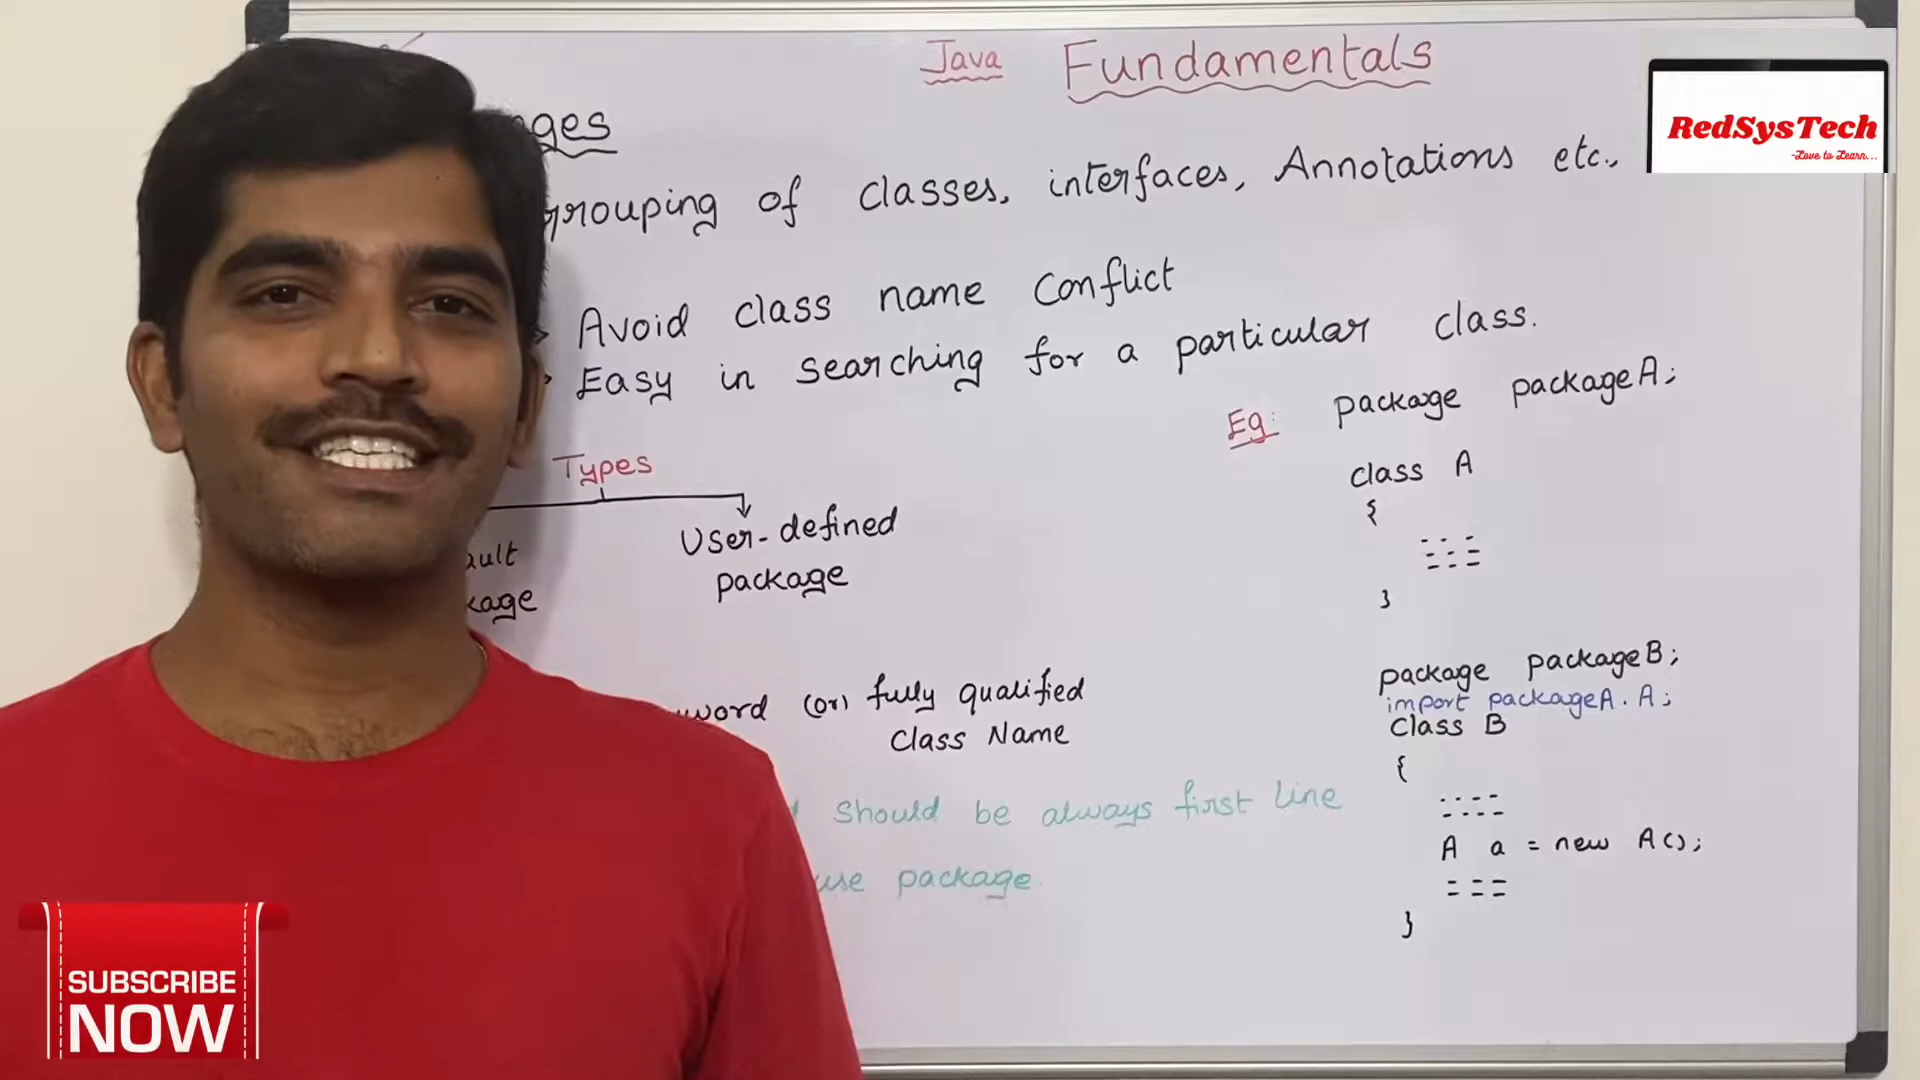 Java Fundamentals
RedSysTech
-Love to Learn...
ges
grouping of classes, interfaces, Annotations etc.,
Avoid class name Conflict
Easy in searching for a particular class.
Types
ault
kage
User-defined
package
word (or) fully qualified
Class Name
should be always first line
use package.
Eg: package packageA;
class A
{
}
package packageB;
import packageA.A;
Class B
{
A a = new A();
}
SUBSCRIBE
NOW